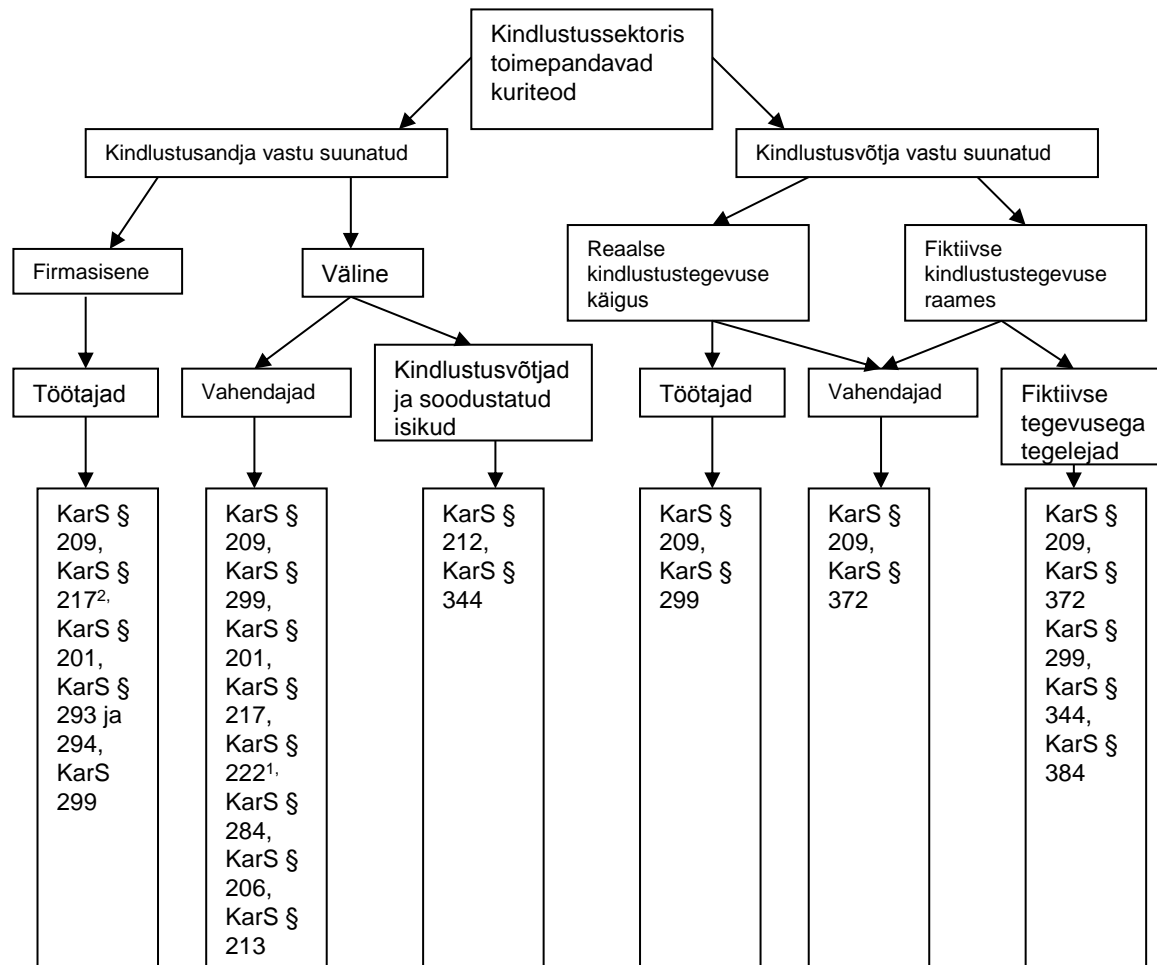 Kindlustussektoris
toimepandavad
kuriteod
Kindlustusandja vastu suunatud
Kindlustusvõtja vastu suunatud
Firmasisene
Väline
Reaalse
kindlustustegevuse
käigus
Fiktiivse
kindlustustegevuse
raames
Töötajad
Vahendajad
Kindlustusvõtjad
ja soodustatud
isikud
Töötajad
Vahendajad
Fiktiivse
tegevusega
tegelejad
KarS §
209,
KarS §
217²,
KarS §
201,
KarS §
293 ja
294,
KarS
299
KarS §
209,
KarS §
299,
KarS §
201,
KarS §
217,
KarS §
222¹,
KarS §
284,
KarS §
206,
KarS §
213
KarS §
212,
KarS §
344
KarS §
209,
KarS §
299
KarS §
209,
KarS §
372
KarS §
209,
KarS §
372
KarS §
299,
KarS §
344,
KarS §
384